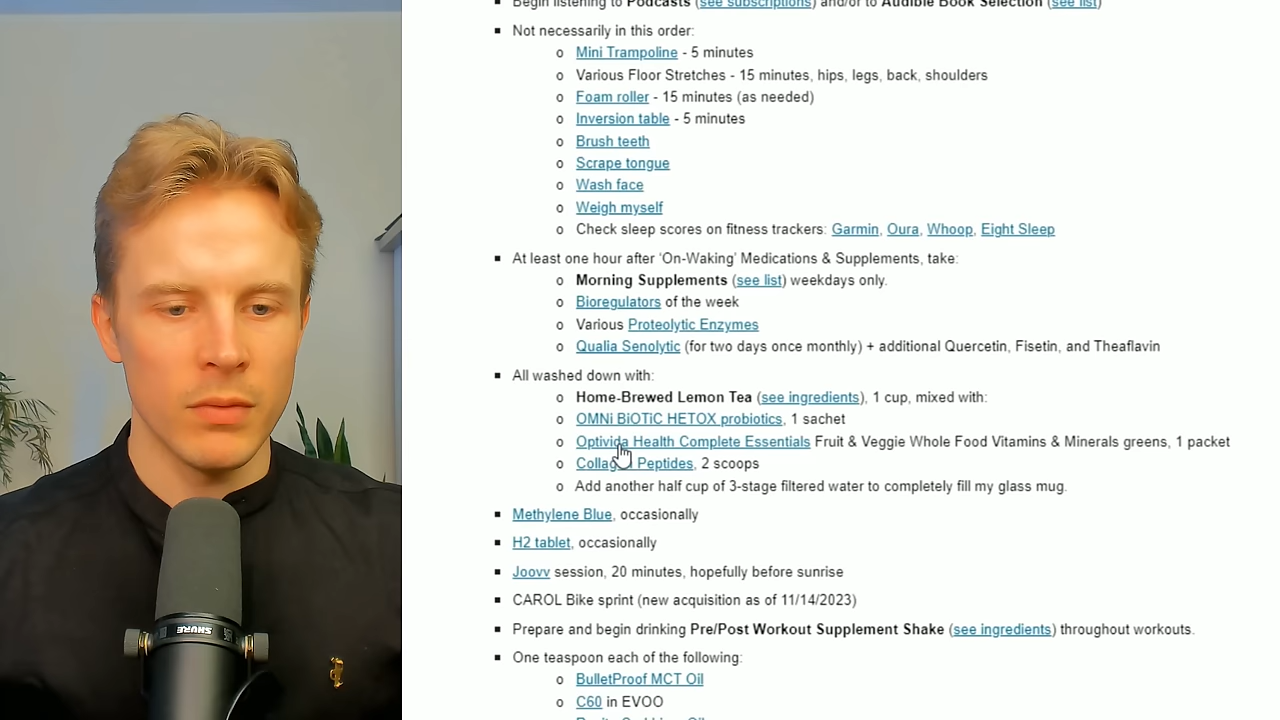 Begin listening to Podcasts (see subscriptions) and/or to Audible Book Selection (see list)
Not necessarily in this order:
Mini Trampoline - 5 minutes
Various Floor Stretches - 15 minutes, hips, legs, back, shoulders
Foam roller - 15 minutes (as needed)
Inversion table - 5 minutes
Brush teeth
Scrape tongue
Wash face
Weigh myself
Check sleep scores on fitness trackers: Garmin, Oura, Whoop, Eight Sleep
At least one hour after ‘On-Waking’ Medications & Supplements, take:
Morning Supplements (see list) weekdays only.
Bioregulators of the week
Various Proteolytic Enzymes
Qualia Senolytic (for two days once monthly) + additional Quercetin, Fisetin, and Theaflavin
All washed down with:
Home-Brewed Lemon Tea (see ingredients), 1 cup, mixed with:
OMNi BiOTiC HETOX probiotics, 1 sachet
Optivida Health Complete Essentials Fruit & Veggie Whole Food Vitamins & Minerals greens, 1 packet
Collagen Peptides, 2 scoops
Add another half cup of 3-stage filtered water to completely fill my glass mug.
Methylene Blue, occasionally
H2 tablet, occasionally
Joovv session, 20 minutes, hopefully before sunrise
CAROL Bike sprint (new acquisition as of 11/14/2023)
Prepare and begin drinking Pre/Post Workout Supplement Shake (see ingredients) throughout workouts.
One teaspoon each of the following:
BulletProof MCT Oil
C60 in EVOO
SHURE